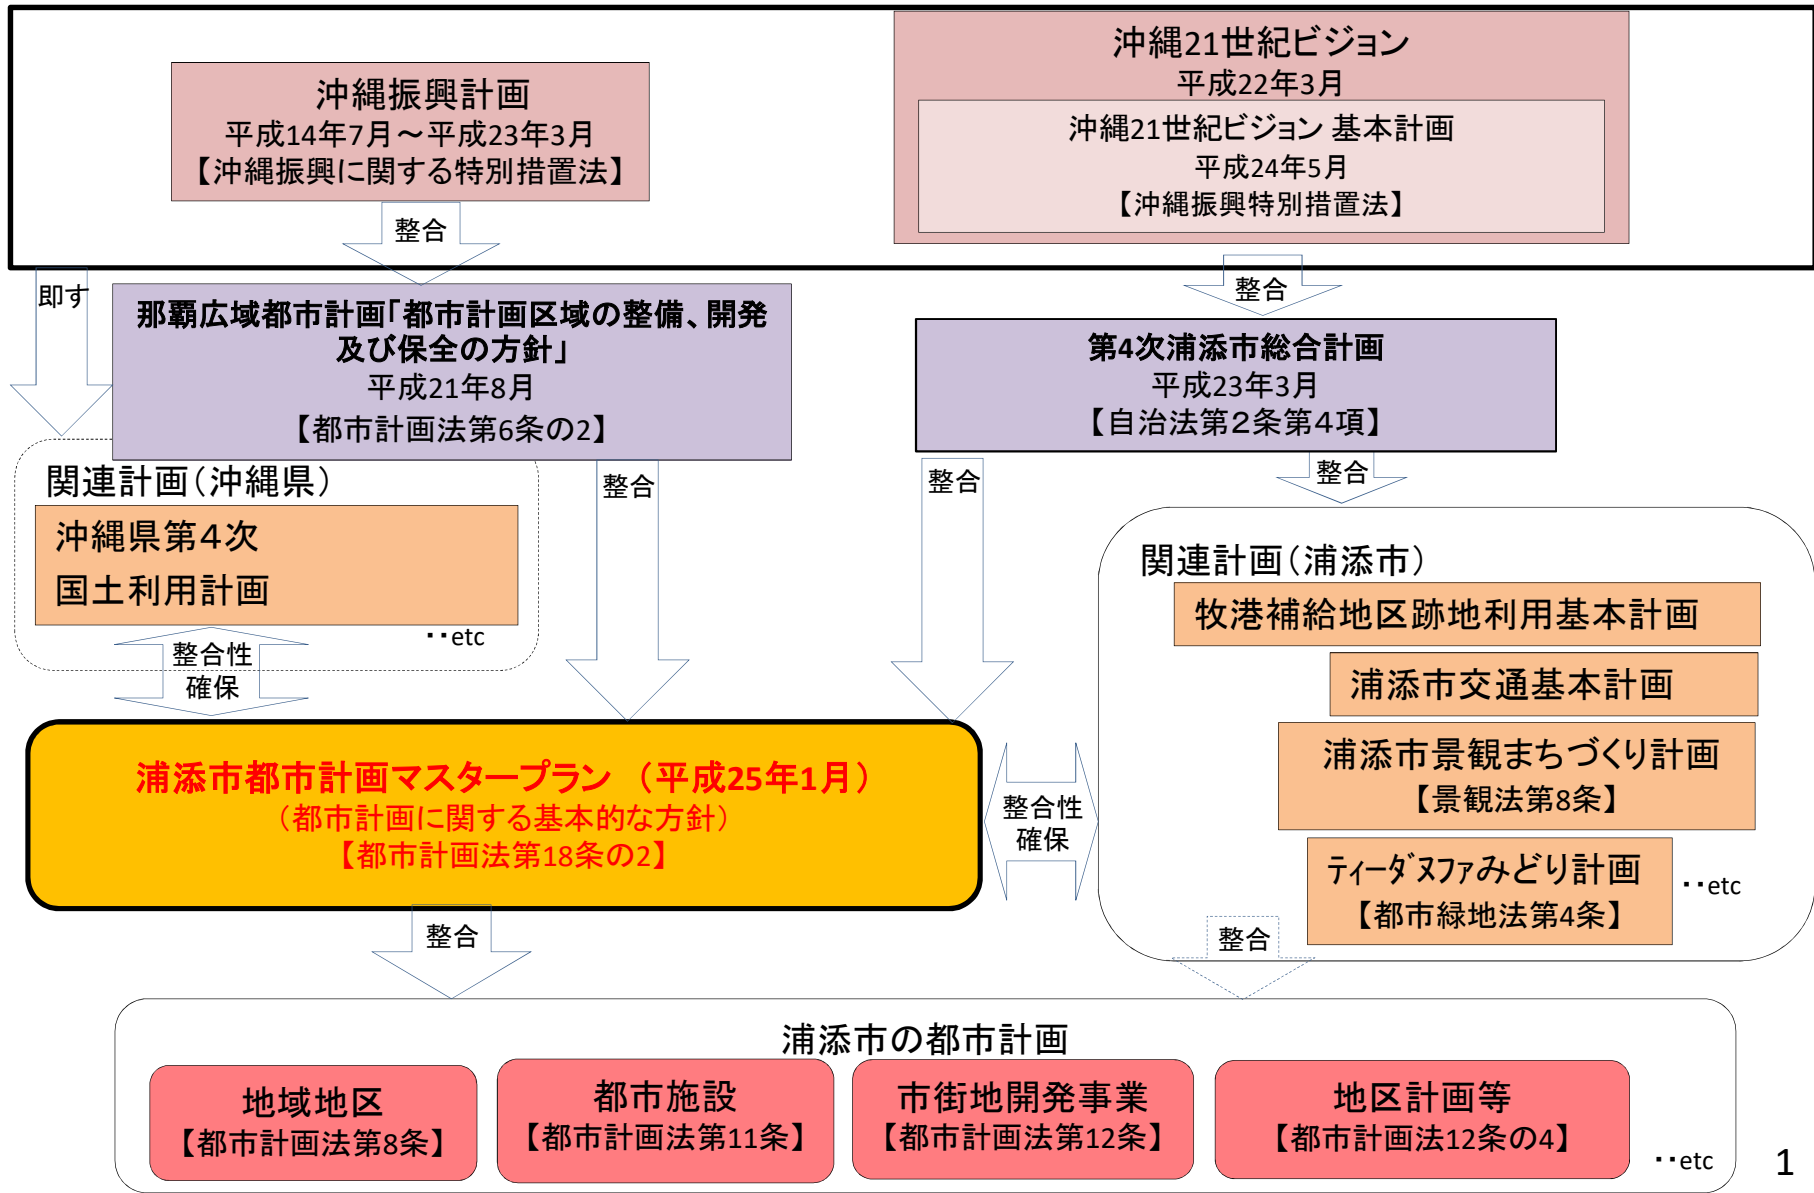 沖縄振興計画
平成14年7月～平成23年3月
【沖縄振興に関する特別措置法】
沖縄21世紀ビジョン
平成22年3月
沖縄21世紀ビジョン 基本計画
平成24年5月
【沖縄振興特別措置法】
整合
即す
整合
那覇広域都市計画「都市計画区域の整備、開発
及び保全の方針」
平成21年8月
【都市計画法第6条の2】
第4次浦添市総合計画
平成23年3月
【自治法第２条第４項】
関連計画（沖縄県）
沖縄県第４次
国土利用計画
･･etc
整合性
確保
整合
整合
整合
関連計画（浦添市）
牧港補給地区跡地利用基本計画
浦添市交通基本計画
浦添市景観まちづくり計画
【景観法第8条】
ﾃｨｰﾀﾞﾇﾌｧみどり計画
【都市緑地法第4条】
･･etc
浦添市都市計画マスタープラン （平成25年1月）
（都市計画に関する基本的な方針）
【都市計画法第18条の2】
整合性
確保
整合
整合
浦添市の都市計画
地域地区
【都市計画法第8条】
都市施設
【都市計画法第11条】
市街地開発事業
【都市計画法第12条】
地区計画等
【都市計画法12条の4】
･･etc
1